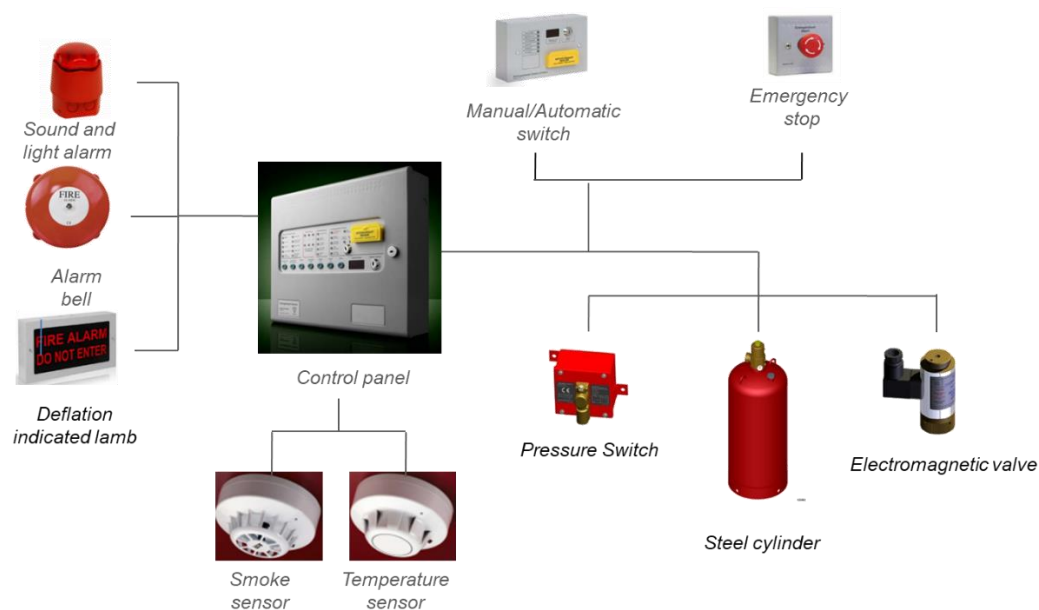 Manual/Automatic
switch
Emergency
stop
Sound and
light alarm
FIRE
Alarm
bell
FIRE ALARM
DO NOT ENTER
Deflation
indicated lamb
Control panel
Pressure Switch
Steel cylinder
Electromagnetic valve
Smoke
sensor
Temperature
sensor